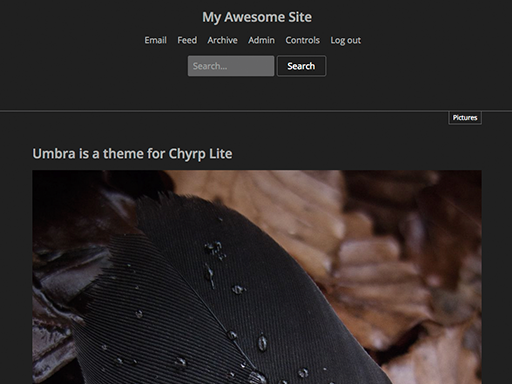 My Awesome Site
Email Feed Archive Admin Controls Log out
Search... Search
Pictures
Umbra is a theme for Chyrp Lite